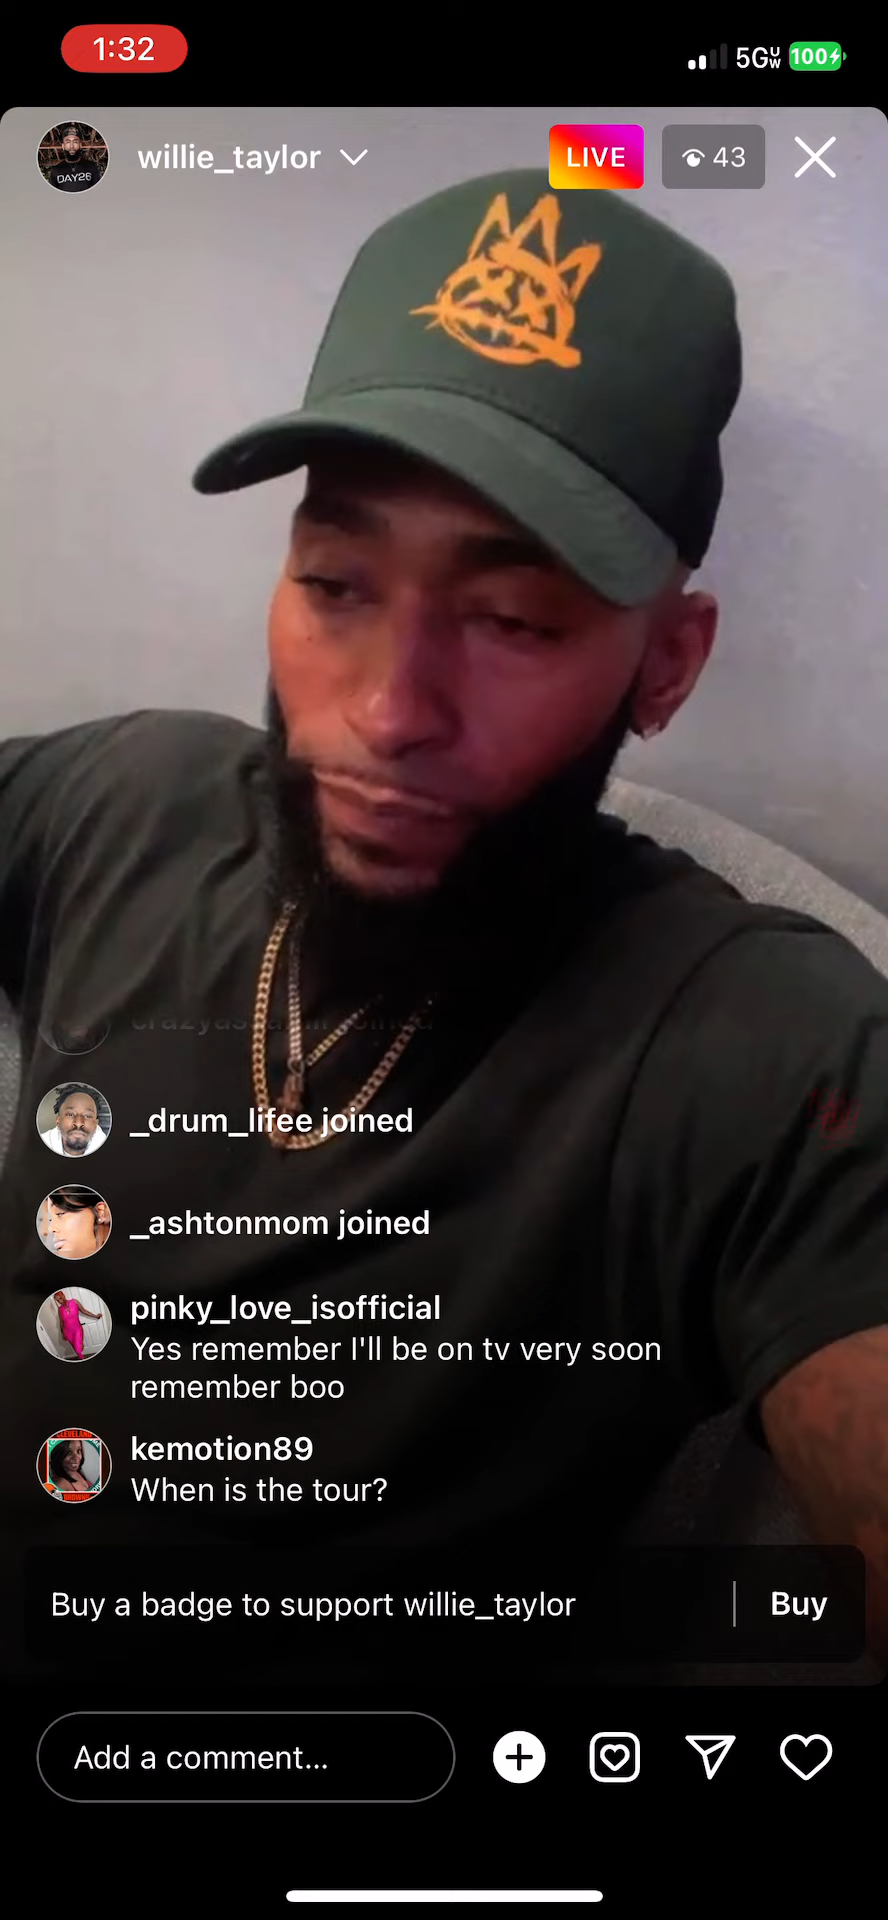 1:32
5G UW 100
willie_taylor LIVE 43
DAY26
_drum_lifee joined
_ashtonmom joined
pinky_love_isofficial
Yes remember I'll be on tv very soon
remember boo
kemotion89
When is the tour?
Buy a badge to support willie_taylor Buy
Add a comment...